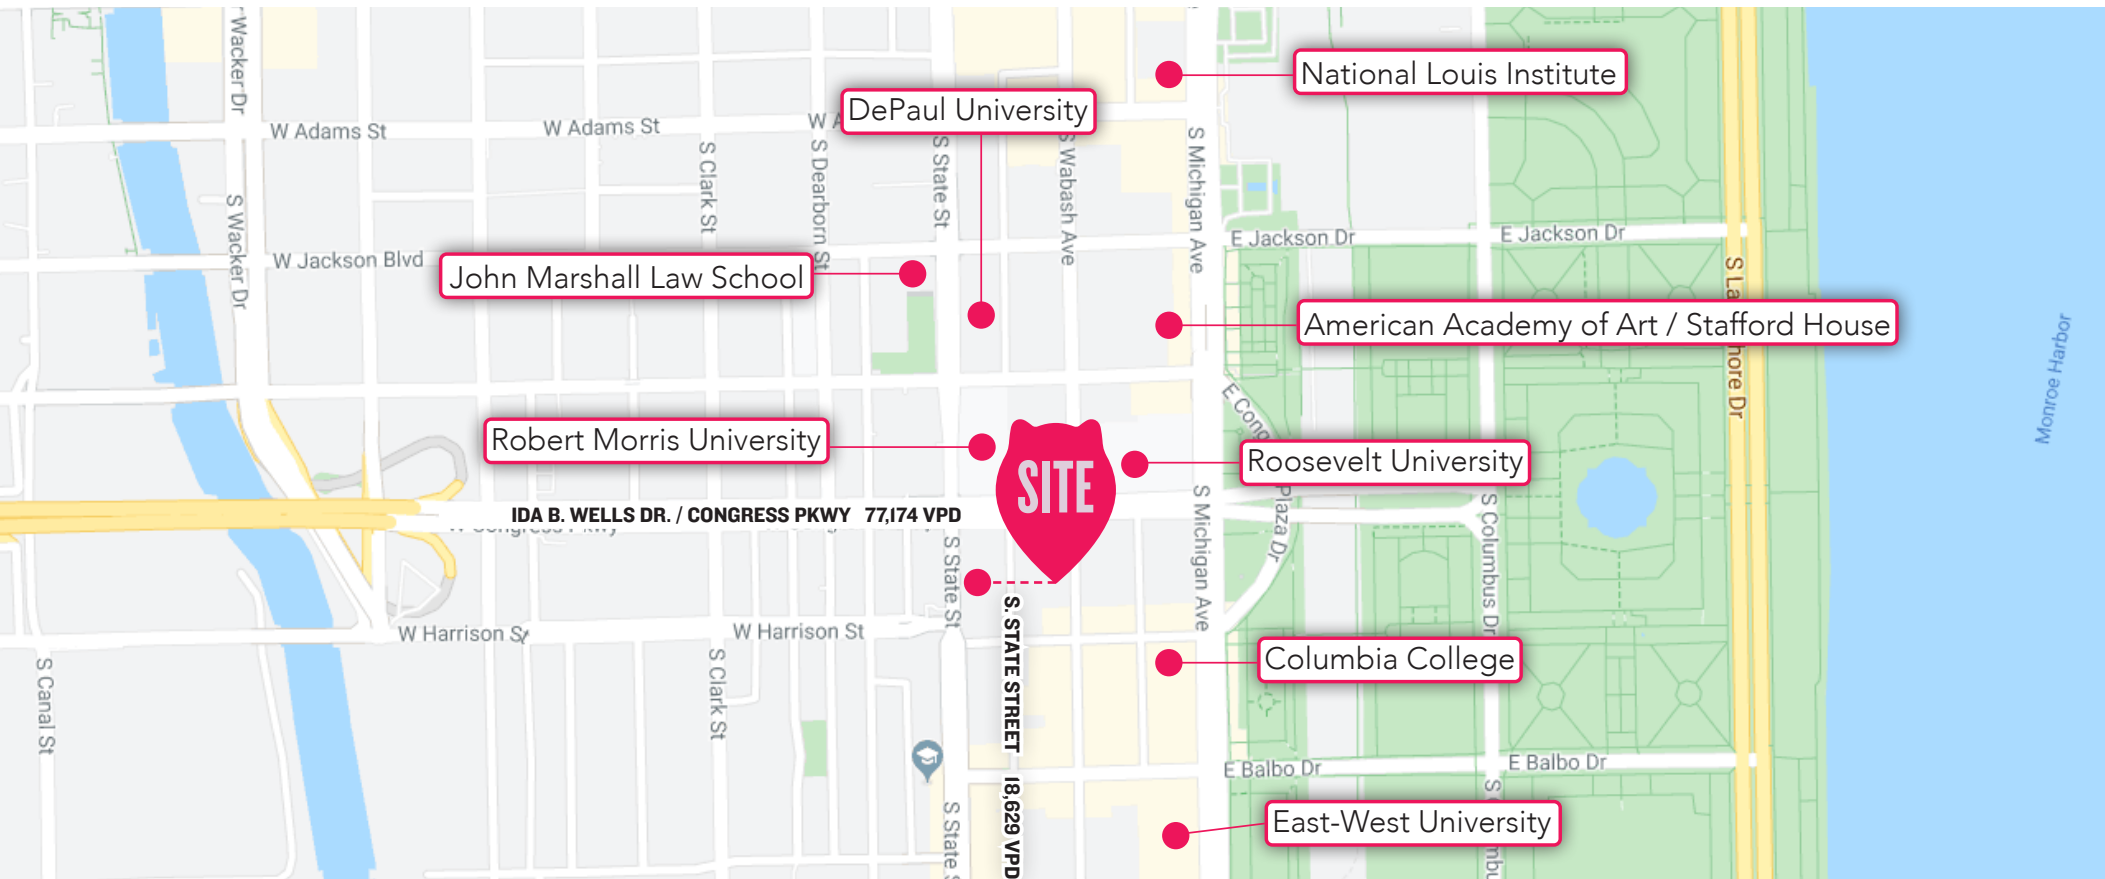 Wacker Dr
National Louis Institute
DePaul University
W Adams St
W Adams St
S Clark St
S Dearborn St
S State St
S Wabash Ave
S Michigan Ave
S Wacker Dr
E Jackson Dr
E Jackson Dr
W Jackson Blvd
John Marshall Law School
American Academy of Art / Stafford House
Monroe Harbor
Robert Morris University
SITE
Roosevelt University
IDA B. WELLS DR. / CONGRESS PKWY 77,174 VPD
Plaza Dr
S Michigan Ave
S Columbus Dr
S State St
W Harrison St
W Harrison St
S. STATE STREET 18,629 VPD
Columbia College
S Canal St
S Clark St
E Balbo Dr
E Balbo Dr
S State
East-West University